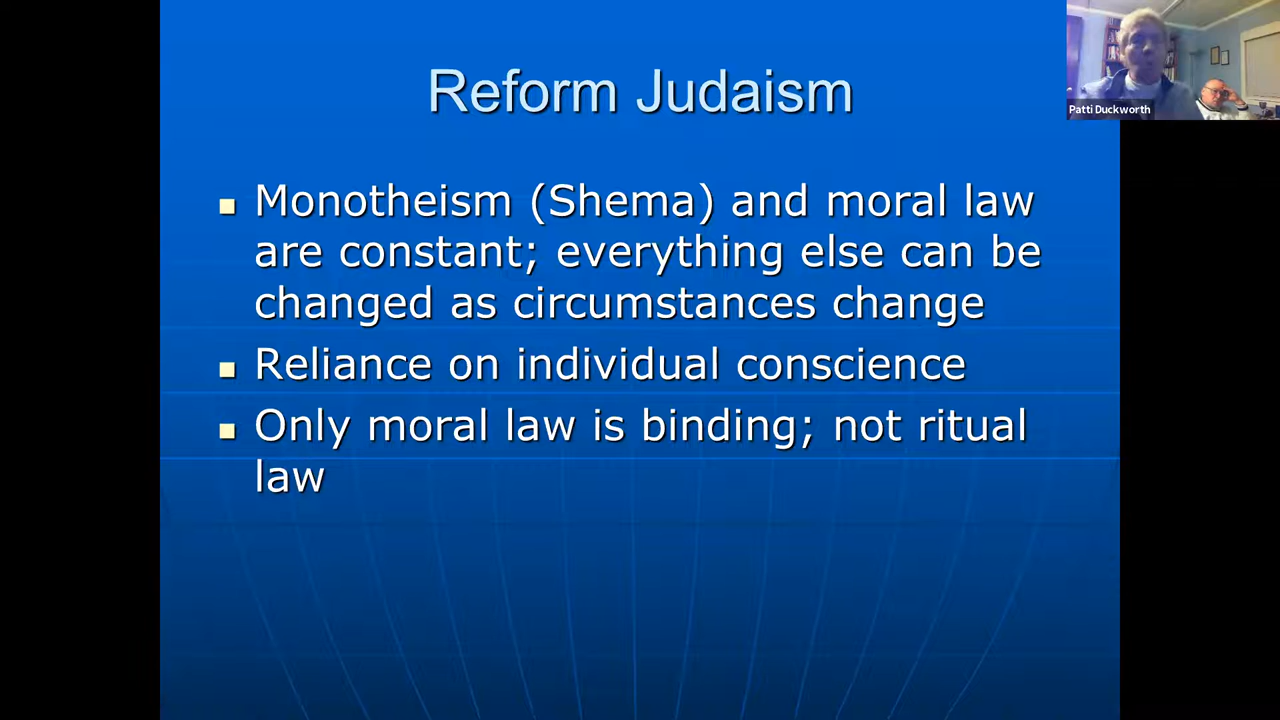 Reform Judaism
Patti Duckworth
Monotheism (Shema) and moral law
are constant; everything else can be
changed as circumstances change
Reliance on individual conscience
Only moral law is binding; not ritual
law